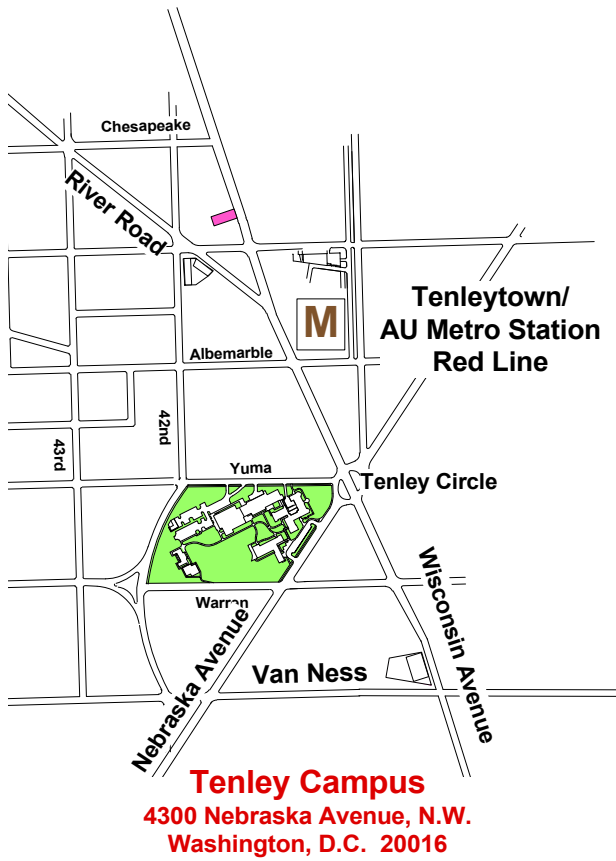 Chesapeake
River Road
M
Tenleytown/
AU Metro Station
Red Line
Albemarble
43rd
42nd
Yuma
Tenley Circle
Warren
Nebraska Avenue
Wisconsin Avenue
Van Ness
Tenley Campus
4300 Nebraska Avenue, N.W.
Washington, D.C.  20016